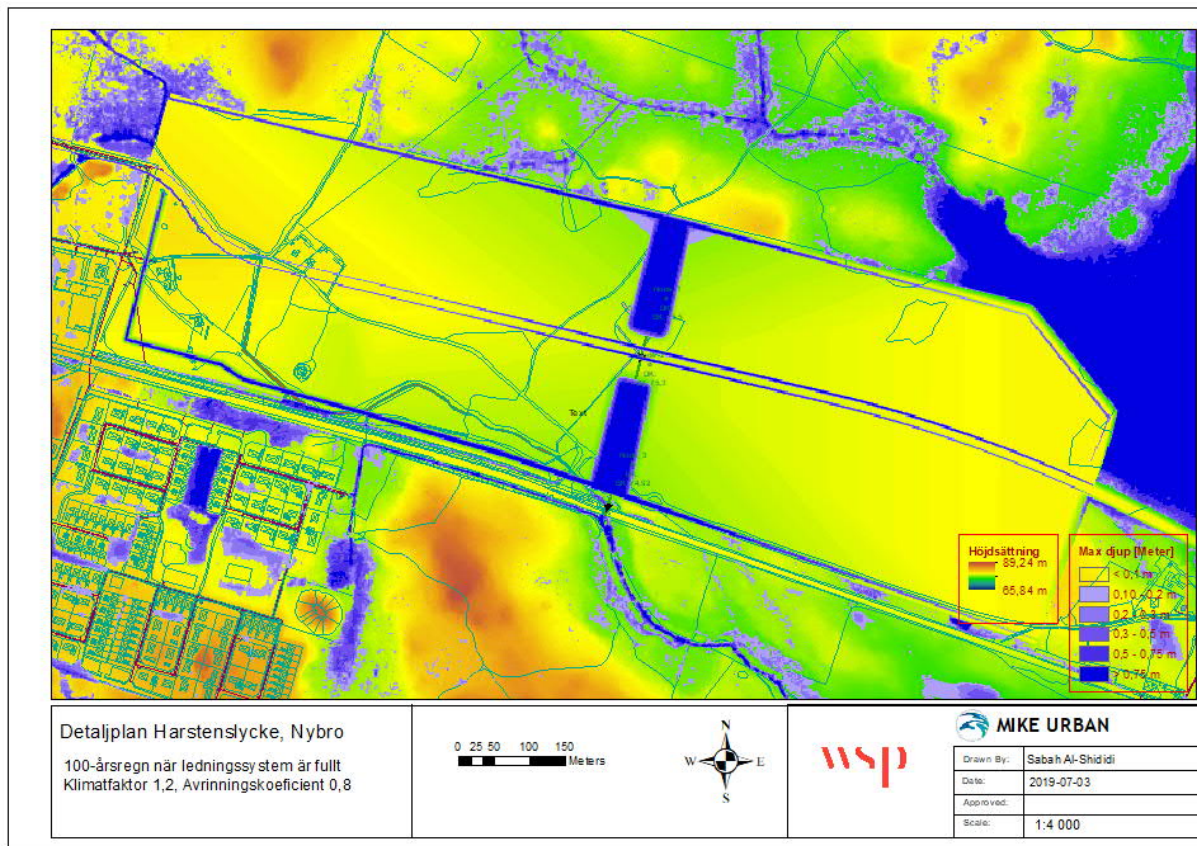 Text
Höjdsättning
89,24 m
65,84 m
Max djup [Meter]
< 0,1 m
0,10 - 0,2 m
0,2 - 0,3 m
0,3 - 0,5 m
0,5 - 0,75 m
> 0,75 m
Detaljplan Harstenslycke, Nybro
100-årsregn när ledningssystem är fullt
Klimatfaktor 1,2, Avrinningskoeficient 0,8
0 25 50 100 150
Meters
N
W E
S
wsp
MIKE URBAN
Drawn By: Sabah Al-Shididi
Date: 2019-07-03
Approved:
Scale: 1:4 000